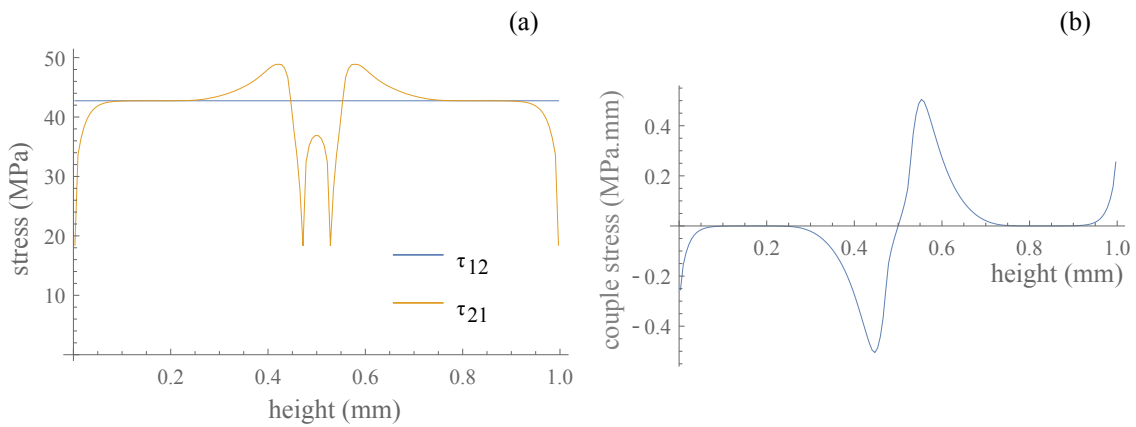 (a)
50
40
30
20
10
stress (MPa)
τ12
τ21
0.2 0.4 0.6 0.8 1.0
height (mm)
(b)
0.4
0.2
-0.2
-0.4
couple stress (MPa.mm)
0.2 0.4 0.6 0.8 1.0
height (mm)